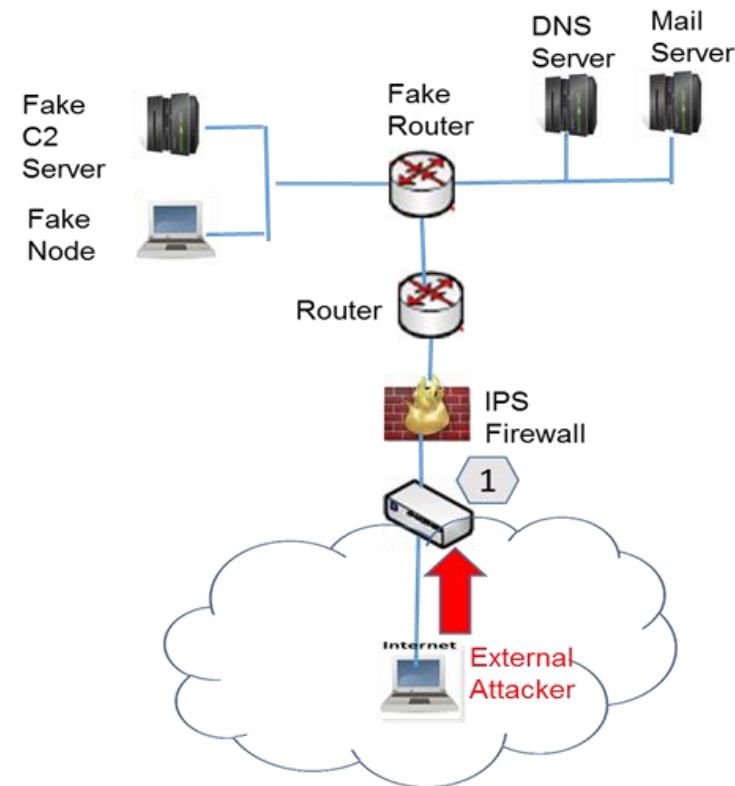 DNS
Server
Mail
Server
Fake
C2
Server
Fake
Router
Fake
Node
Router
IPS
Firewall
1
Internet
External
Attacker